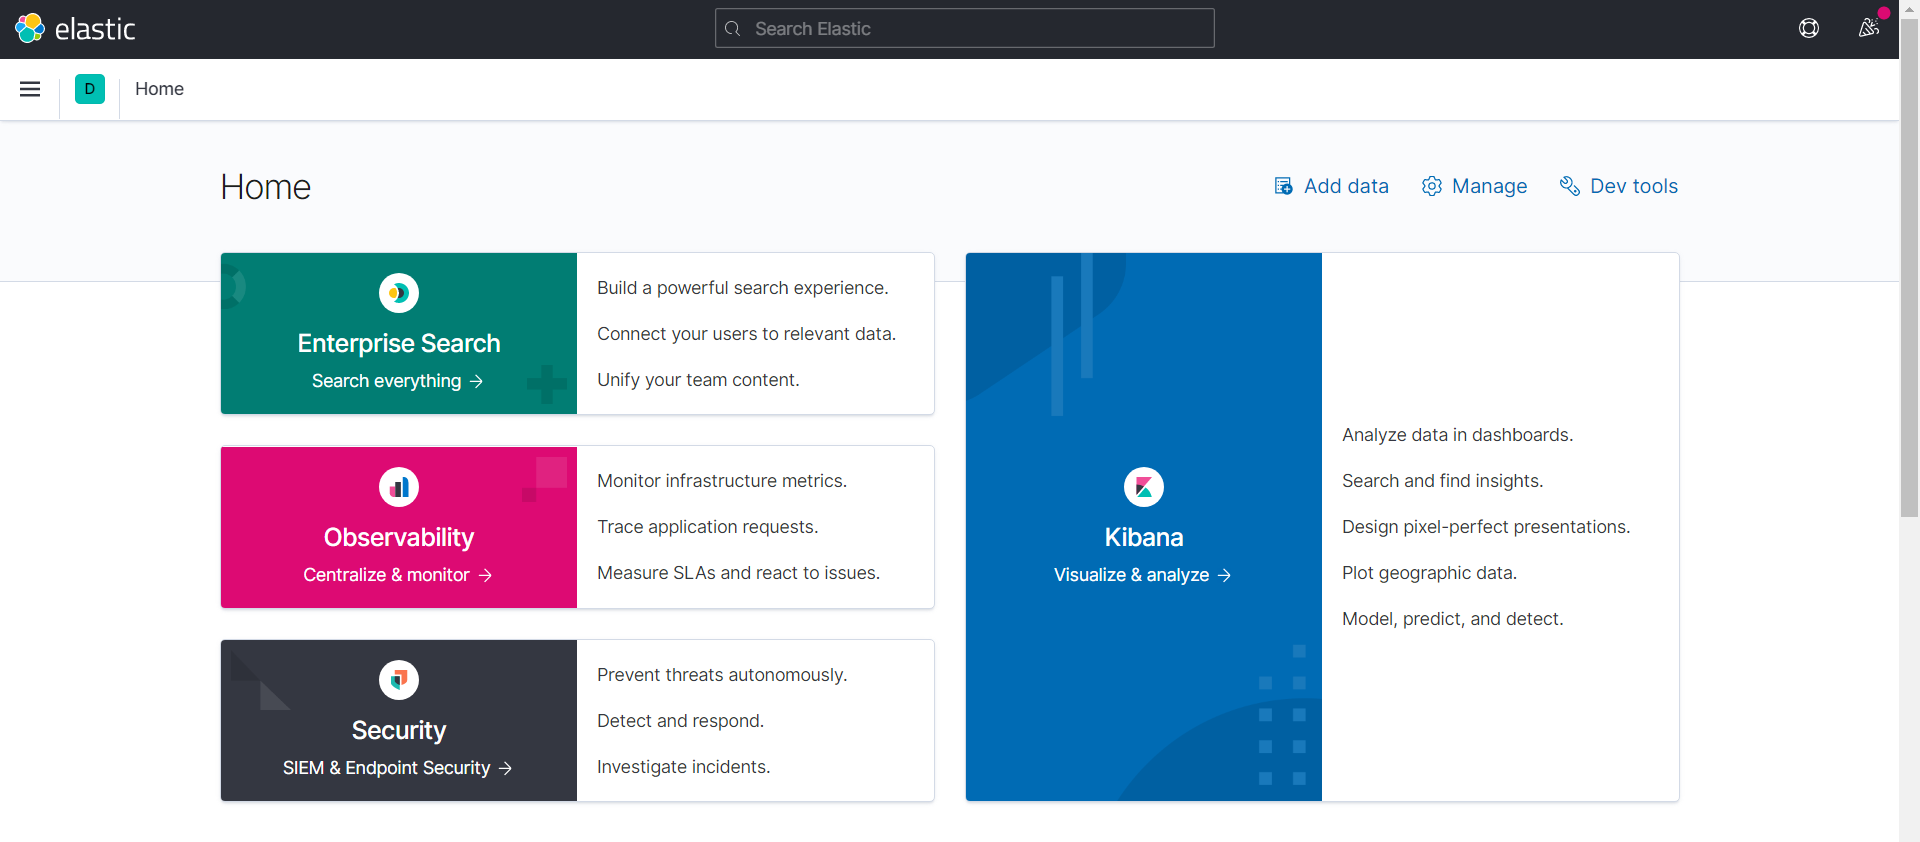 elastic
Search Elastic
D
Home
Home
Add data
Manage
Dev tools
Enterprise Search
Search everything →
Build a powerful search experience.
Connect your users to relevant data.
Unify your team content.
Observability
Centralize & monitor →
Monitor infrastructure metrics.
Trace application requests.
Measure SLAs and react to issues.
Security
SIEM & Endpoint Security →
Prevent threats autonomously.
Detect and respond.
Investigate incidents.
Kibana
Visualize & analyze →
Analyze data in dashboards.
Search and find insights.
Design pixel-perfect presentations.
Plot geographic data.
Model, predict, and detect.